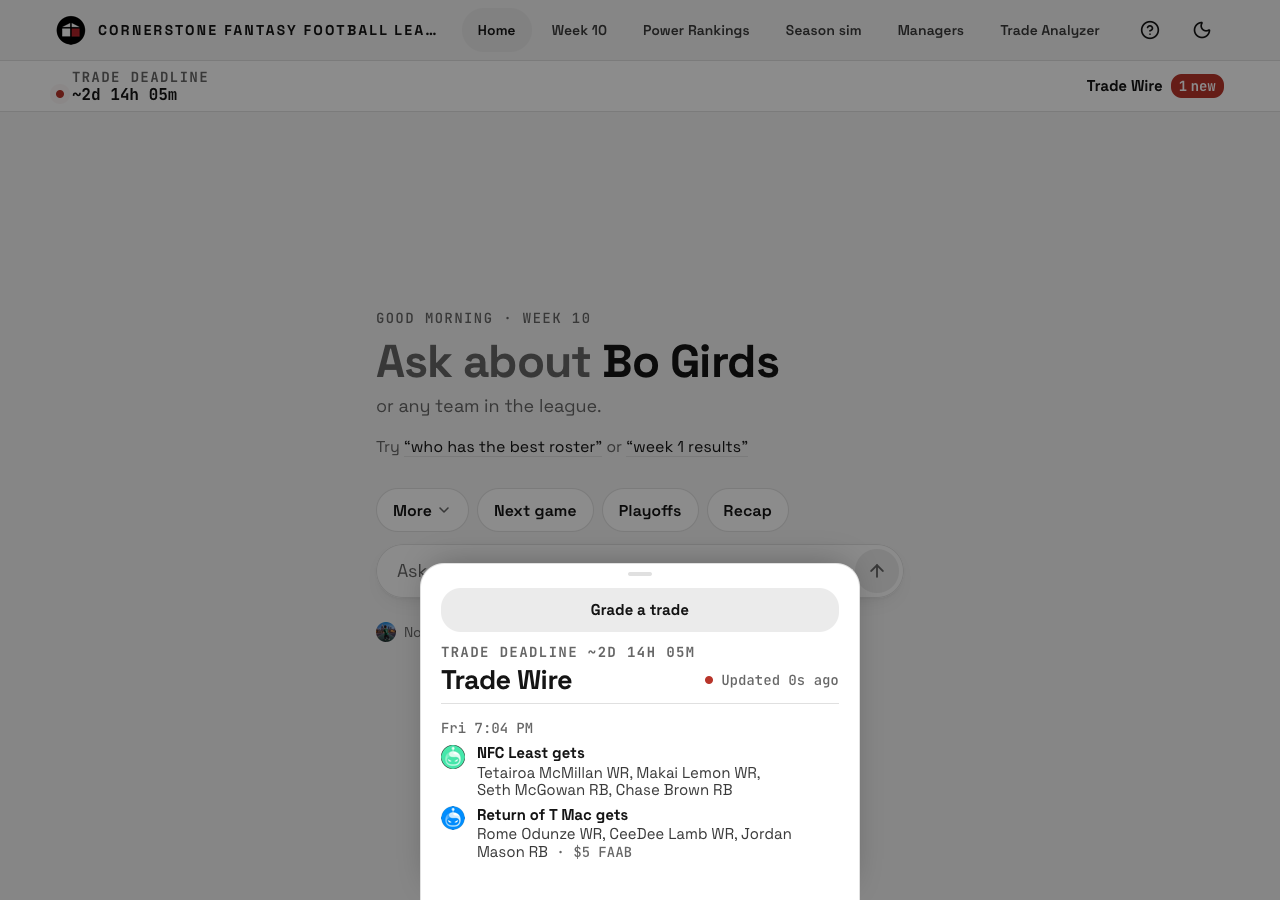 CORNERSTONE FANTASY FOOTBALL LEA…
Home
Week 10
Power Rankings
Season sim
Managers
Trade Analyzer
TRADE DEADLINE
~2d 14h 05m
Trade Wire
1 new
GOOD MORNING · WEEK 10
Ask about Bo Girds
or any team in the league.
Try “who has the best roster” or “week 1 results”
More
Next game
Playoffs
Recap
Ask
No
Grade a trade
TRADE DEADLINE ~2D 14H 05M
Trade Wire
Updated 0s ago
Fri 7:04 PM
NFC Least gets
Tetairoa McMillan WR, Makai Lemon WR,
Seth McGowan RB, Chase Brown RB
Return of T Mac gets
Rome Odunze WR, CeeDee Lamb WR, Jordan
Mason RB · $5 FAAB